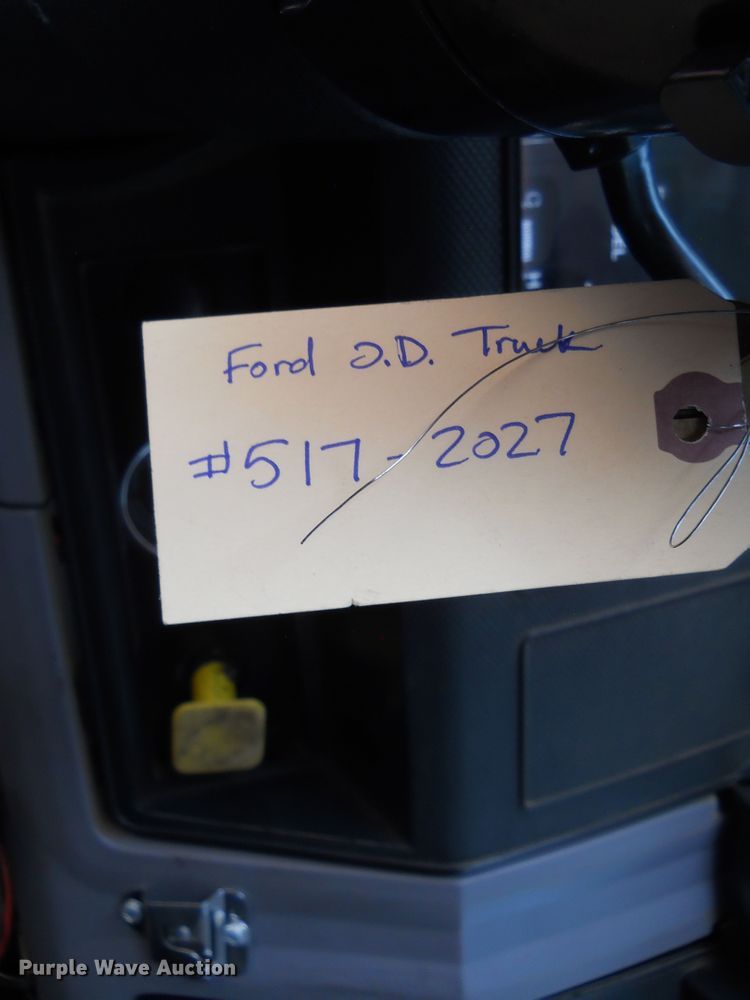 Ford J.D. Truck
#517-2027
Purple Wave Auction